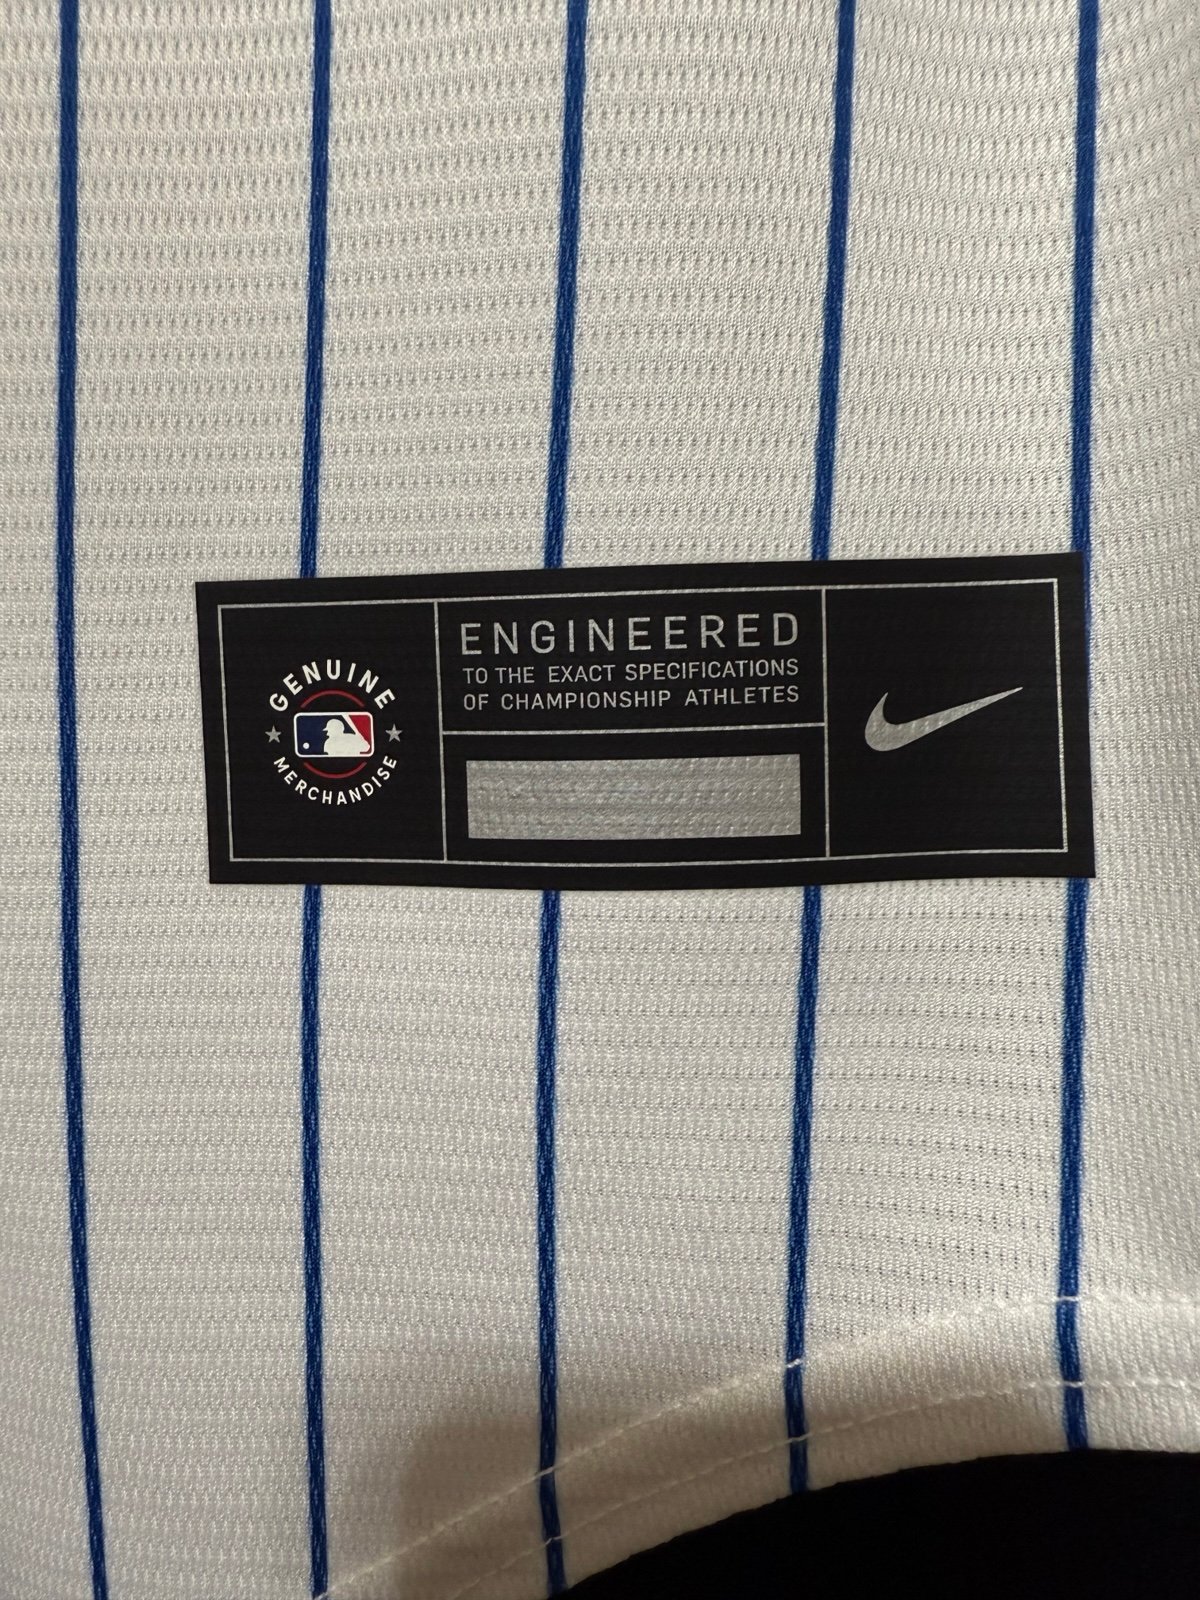 GENUINE
MERCHANDISE
ENGINEERED
TO THE EXACT SPECIFICATIONS
OF CHAMPIONSHIP ATHLETES